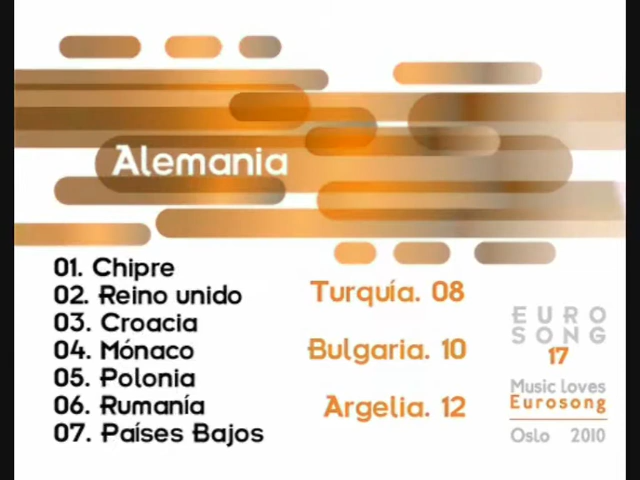 Alemania
01. Chipre
02. Reino unido
03. Croacia
04. Mónaco
05. Polonia
06. Rumanía
07. Países Bajos
Turquía. 08
Bulgaria. 10
Argelia. 12
EURO
SONG
17
Music loves
Eurosong
Oslo 2010